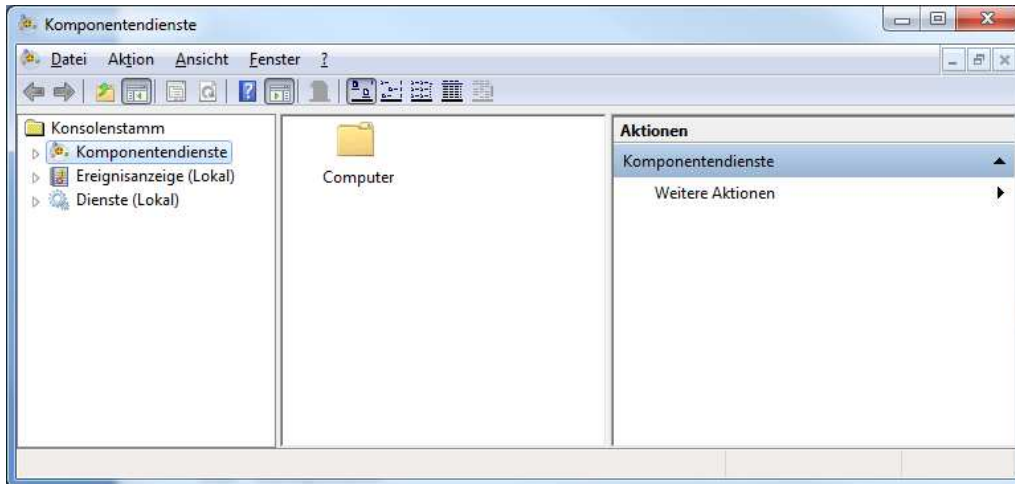 Komponentendienste
Datei Aktion Ansicht Fenster ?
Konsolenstamm
Komponentendienste
Ereignisanzeige (Lokal)
Dienste (Lokal)
Computer
Aktionen
Komponentendienste
Weitere Aktionen